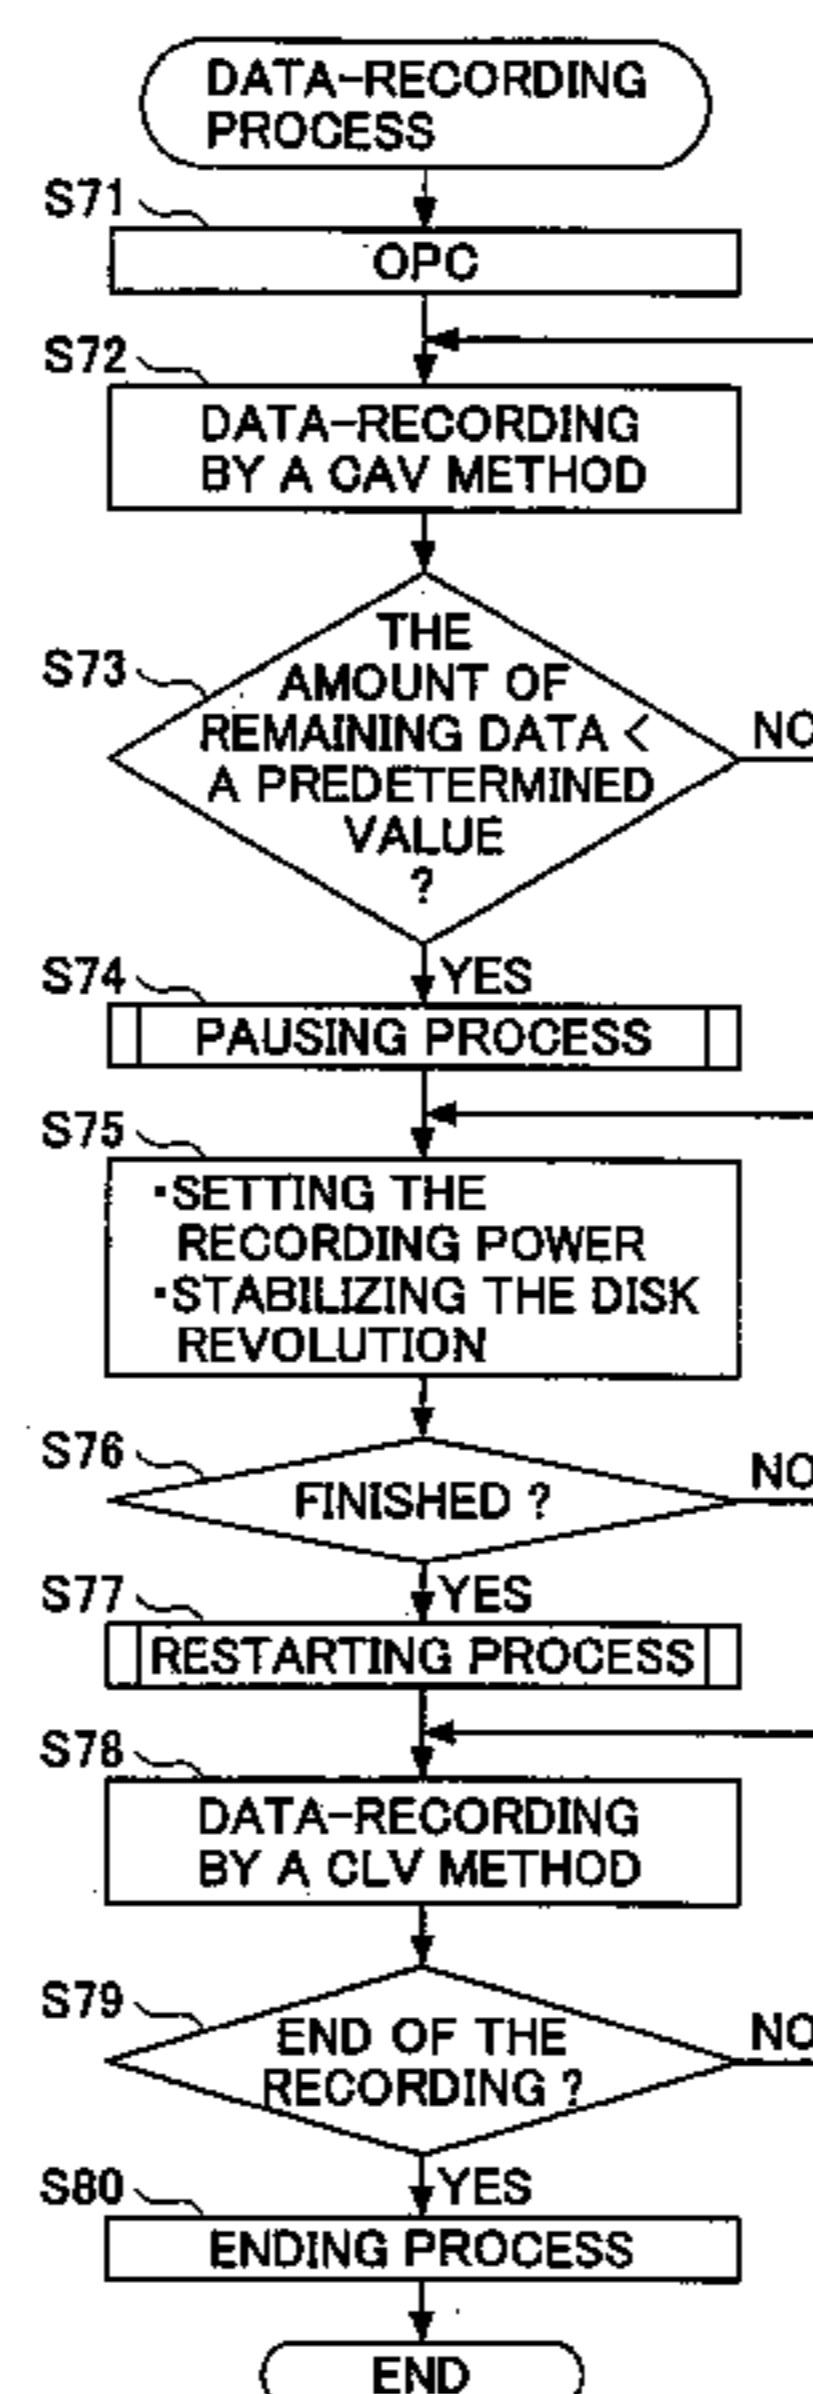 DATA-RECORDING
PROCESS
S71
OPC
S72
DATA-RECORDING
BY A CAV METHOD
S73
THE
AMOUNT OF
REMAINING DATA <
A PREDETERMINED
VALUE
?
NO
YES
S74
PAUSING PROCESS
S75
・SETTING THE
RECORDING POWER
・STABILIZING THE DISK
REVOLUTION
S76
FINISHED ?
NO
YES
S77
RESTARTING PROCESS
S78
DATA-RECORDING
BY A CLV METHOD
S79
END OF THE
RECORDING ?
NO
YES
S80
ENDING PROCESS
END